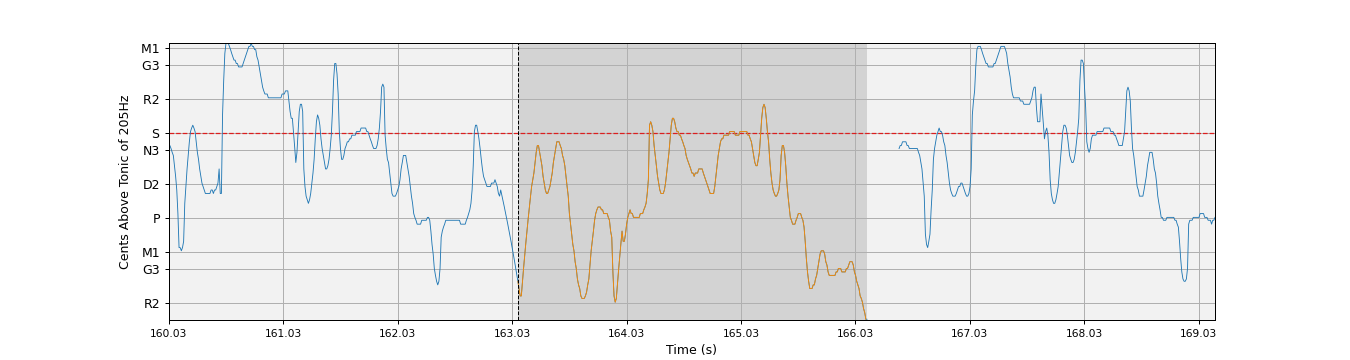 M1
G3
R2
S
N3
D2
P
M1
G3
R2
Cents Above Tonic of 205Hz
160.03 161.03 162.03 163.03 164.03 165.03 166.03 167.03 168.03 169.03
Time (s)